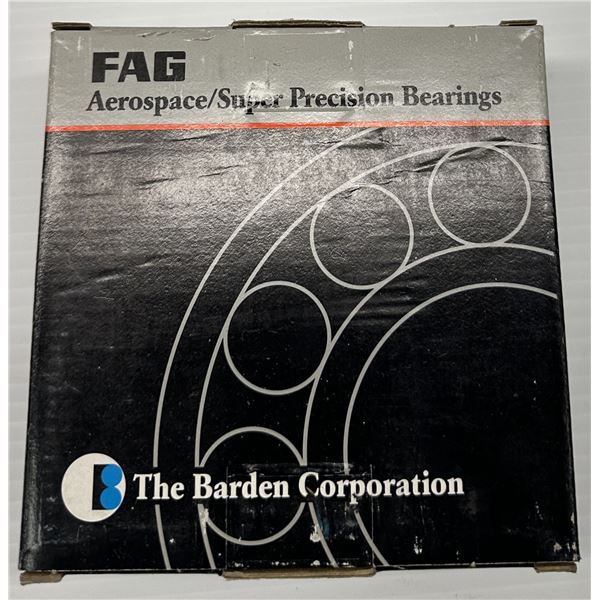 FAG
Aerospace/Super Precision Bearings
The Barden Corporation